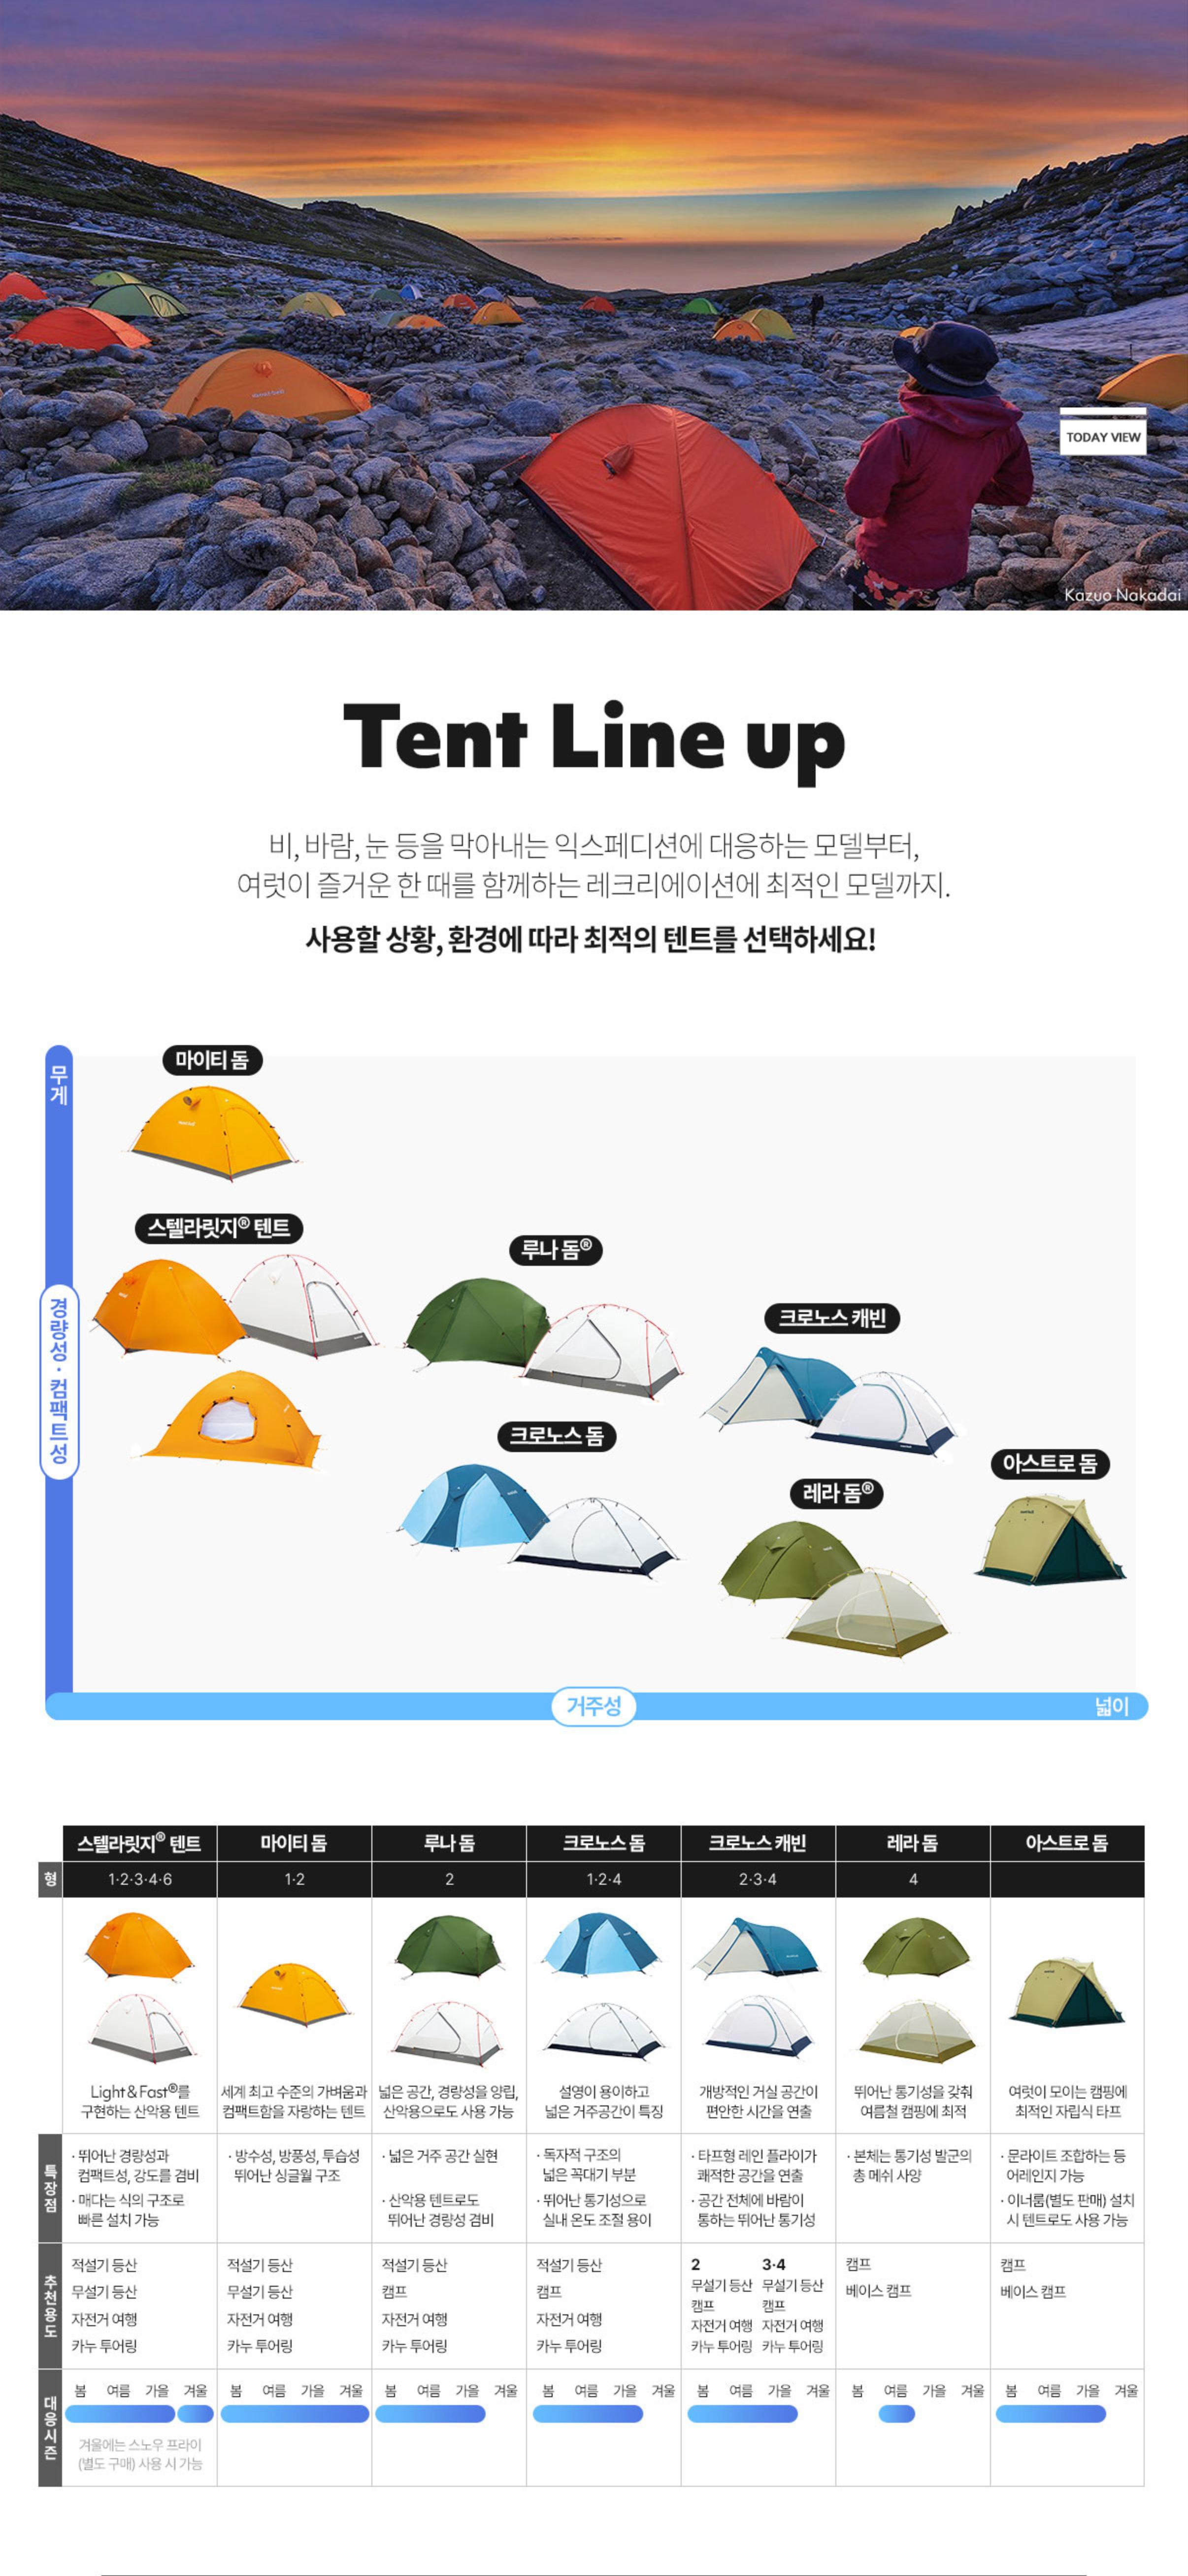 TODAY VIEW
Kazuo Nakadai
Tent Line up
비, 바람, 눈 등을 막아내는 익스페디션에 대응하는 모델부터,
여럿이 즐거운 한 때를 함께하는 레크리에이션에 최적인 모델까지.
사용할 상황, 환경에 따라 최적의 텐트를 선택하세요!
무게
마이티 돔
스텔라릿지® 텐트
루나 돔®
경량성·컴팩트성
크로노스 캐빈
크로노스 돔
아스트로 돔
레라 돔®
거주성
넓이
스텔라릿지® 텐트 마이티 돔 루나 돔 크로노스 돔 크로노스 캐빈 레라 돔 아스트로 돔
형 1·2·3·4·6 1·2 2 1·2·4 2·3·4 4
Light & Fast®를
구현하는 산악용 텐트
세계 최고 수준의 가벼움과
컴팩트함을 자랑하는 텐트
넓은 공간, 경량성을 양립,
산악용으로도 사용 가능
설영이 용이하고
넓은 거주공간이 특징
개방적인 거실 공간이
편안한 시간을 연출
뛰어난 통기성을 갖춰
여름철 캠핑에 최적
여럿이 모이는 캠핑에
최적인 자립식 타프
특장점
· 뛰어난 경량성과
컴팩트성, 강도를 겸비
· 매다는 식의 구조로
빠른 설치 가능
· 방수성, 방풍성, 투습성
뛰어난 싱글월 구조
· 넓은 거주 공간 실현
· 산악용 텐트로도
뛰어난 경량성 겸비
· 독자적 구조의
넓은 꼭대기 부분
· 뛰어난 통기성으로
실내 온도 조절 용이
· 타프형 레인 플라이가
쾌적한 공간을 연출
· 공간 전체에 바람이
통하는 뛰어난 통기성
· 본체는 통기성 발군의
총 메쉬 사양
· 문라이트 조합하는 등
어레인지 가능
· 이너룸(별도 판매) 설치
시 텐트로도 사용 가능
추천용도
적설기 등산
무설기 등산
자전거 여행
카누 투어링
적설기 등산
무설기 등산
자전거 여행
카누 투어링
적설기 등산
캠프
자전거 여행
카누 투어링
적설기 등산
캠프
자전거 여행
카누 투어링
2
무설기 등산
캠프
자전거 여행
카누 투어링
3·4
무설기 등산
캠프
자전거 여행
카누 투어링
캠프
베이스 캠프
캠프
베이스 캠프
대응시즌
봄 여름 가을 겨울 봄 여름 가을 겨울 봄 여름 가을 겨울 봄 여름 가을 겨울 봄 여름 가을 겨울 봄 여름 가을 겨울 봄 여름 가을 겨울
겨울에는 스노우 프라이
(별도 구매) 사용 시 가능